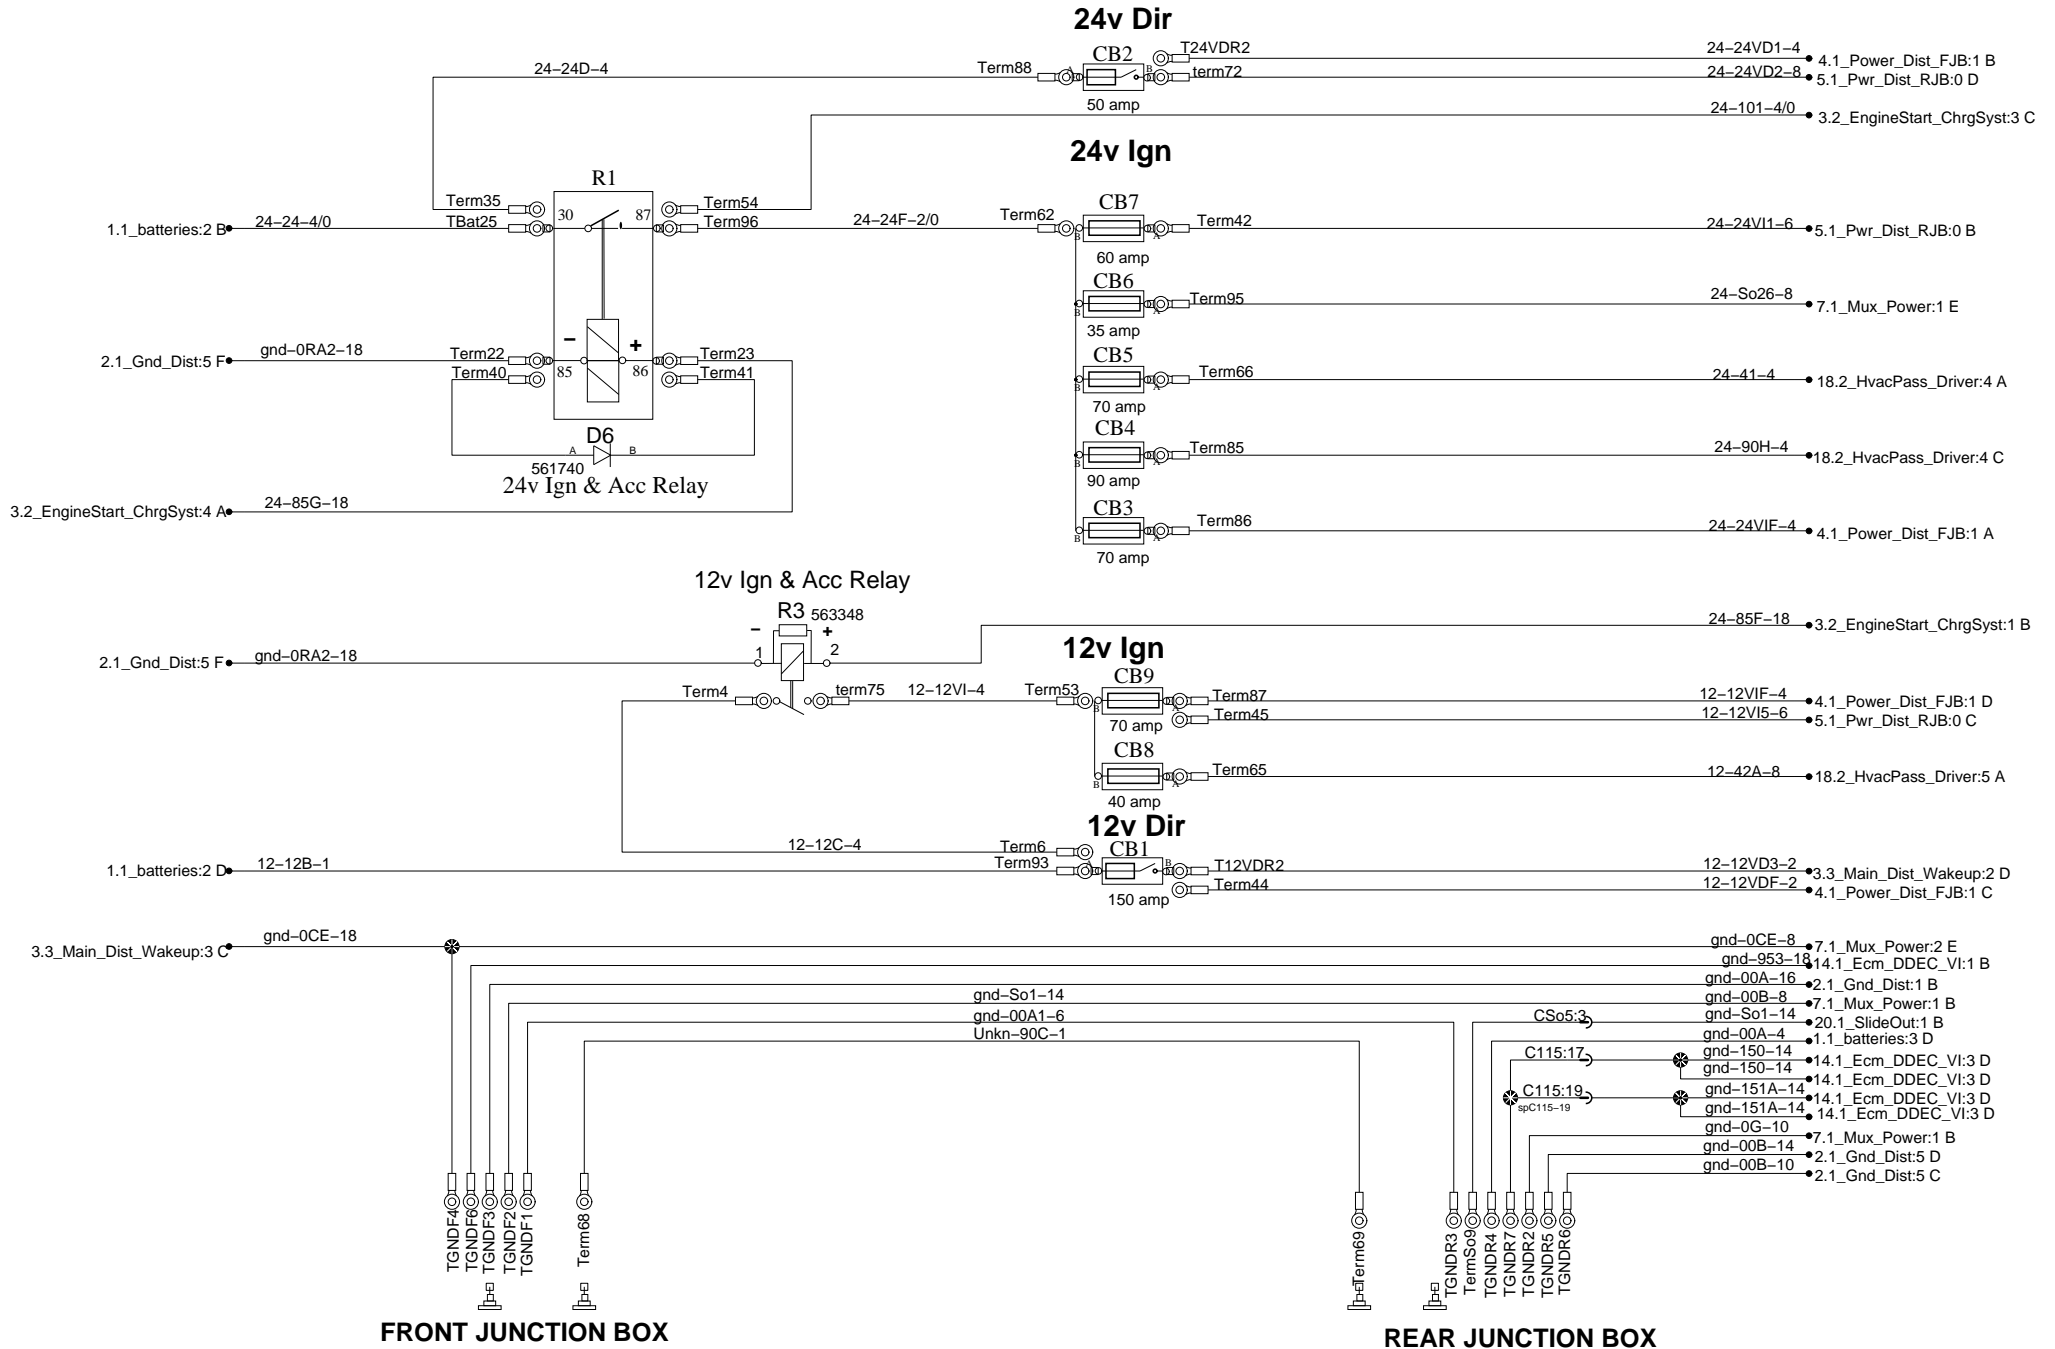 24v Dir
CB2
T24VDR2
24-24VD1-4
4.1_Power_Dist_FJB:1 B
24-24D-4
Term88
A
B
term72
24-24VD2-8
5.1_Pwr_Dist_RJB:0 D
50 amp
24-101-4/0
3.2_EngineStart_ChrgSyst:3 C
24v Ign
R1
Term35
30
87
Term54
1.1_batteries:2 B
24-24-4/0
TBat25
Term96
24-24F-2/0
Term62
CB7
B
A
Term42
24-24VI1-6
5.1_Pwr_Dist_RJB:0 B
60 amp
CB6
B
A
Term95
24-So26-8
7.1_Mux_Power:1 E
35 amp
2.1_Gnd_Dist:5 F
gnd-0RA2-18
Term22
Term40
85
-
+
86
Term23
Term41
CB5
B
A
Term66
24-41-4
18.2_HvacPass_Driver:4 A
70 amp
D6
A
B
561740
24v Ign & Acc Relay
CB4
B
A
Term85
24-90H-4
18.2_HvacPass_Driver:4 C
90 amp
3.2_EngineStart_ChrgSyst:4 A
24-85G-18
CB3
B
A
Term86
24-24VIF-4
4.1_Power_Dist_FJB:1 A
70 amp
12v Ign & Acc Relay
R3
563348
-
+
24-85F-18
3.2_EngineStart_ChrgSyst:1 B
2.1_Gnd_Dist:5 F
gnd-0RA2-18
1
2
12v Ign
Term4
term75
12-12VI-4
Term53
CB9
B
A
Term87
12-12VIF-4
4.1_Power_Dist_FJB:1 D
70 amp
Term45
12-12VI5-6
5.1_Pwr_Dist_RJB:0 C
CB8
B
A
Term65
12-42A-8
18.2_HvacPass_Driver:5 A
40 amp
12v Dir
12-12C-4
Term6
CB1
1.1_batteries:2 D
12-12B-1
Term93
A
B
T12VDR2
12-12VD3-2
3.3_Main_Dist_Wakeup:2 D
150 amp
Term44
12-12VDF-2
4.1_Power_Dist_FJB:1 C
3.3_Main_Dist_Wakeup:3 C
gnd-0CE-18
gnd-0CE-8
7.1_Mux_Power:2 E
gnd-953-18
14.1_Ecm_DDEC_VI:1 B
gnd-00A-16
2.1_Gnd_Dist:1 B
gnd-So1-14
gnd-00B-8
7.1_Mux_Power:1 B
gnd-00A1-6
CSo5:3
gnd-So1-14
20.1_SlideOut:1 B
Unkn-90C-1
gnd-00A-4
1.1_batteries:3 D
C115:17
gnd-150-14
14.1_Ecm_DDEC_VI:3 D
gnd-150-14
14.1_Ecm_DDEC_VI:3 D
C115:19
spC115-19
gnd-151A-14
14.1_Ecm_DDEC_VI:3 D
gnd-151A-14
14.1_Ecm_DDEC_VI:3 D
gnd-0G-10
7.1_Mux_Power:1 B
gnd-00B-14
2.1_Gnd_Dist:5 D
gnd-00B-10
2.1_Gnd_Dist:5 C
TGNDF4
TGNDF6
TGNDF3
TGNDF2
TGNDF1
Term68
Term69
TGNDR3
TermSo9
TGNDR4
TGNDR7
TGNDR2
TGNDR5
TGNDR6
FRONT JUNCTION BOX
REAR JUNCTION BOX